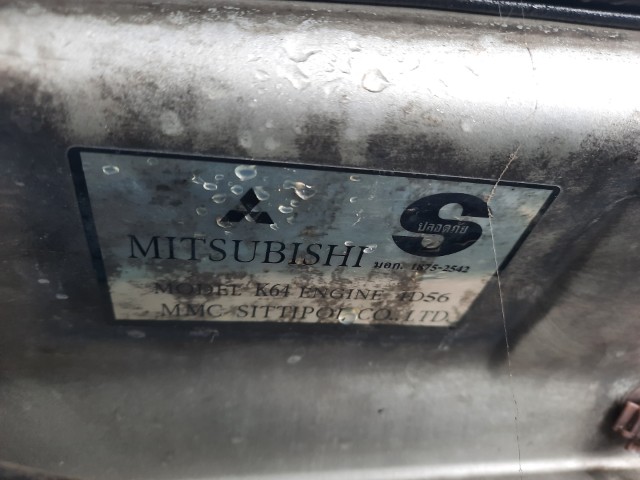 S
ปลอดภัย
MITSUBISHI
มอก. 1875-2542
MODEL K64 ENGINE 4D56
MMC SITTIPOL CO., LTD.